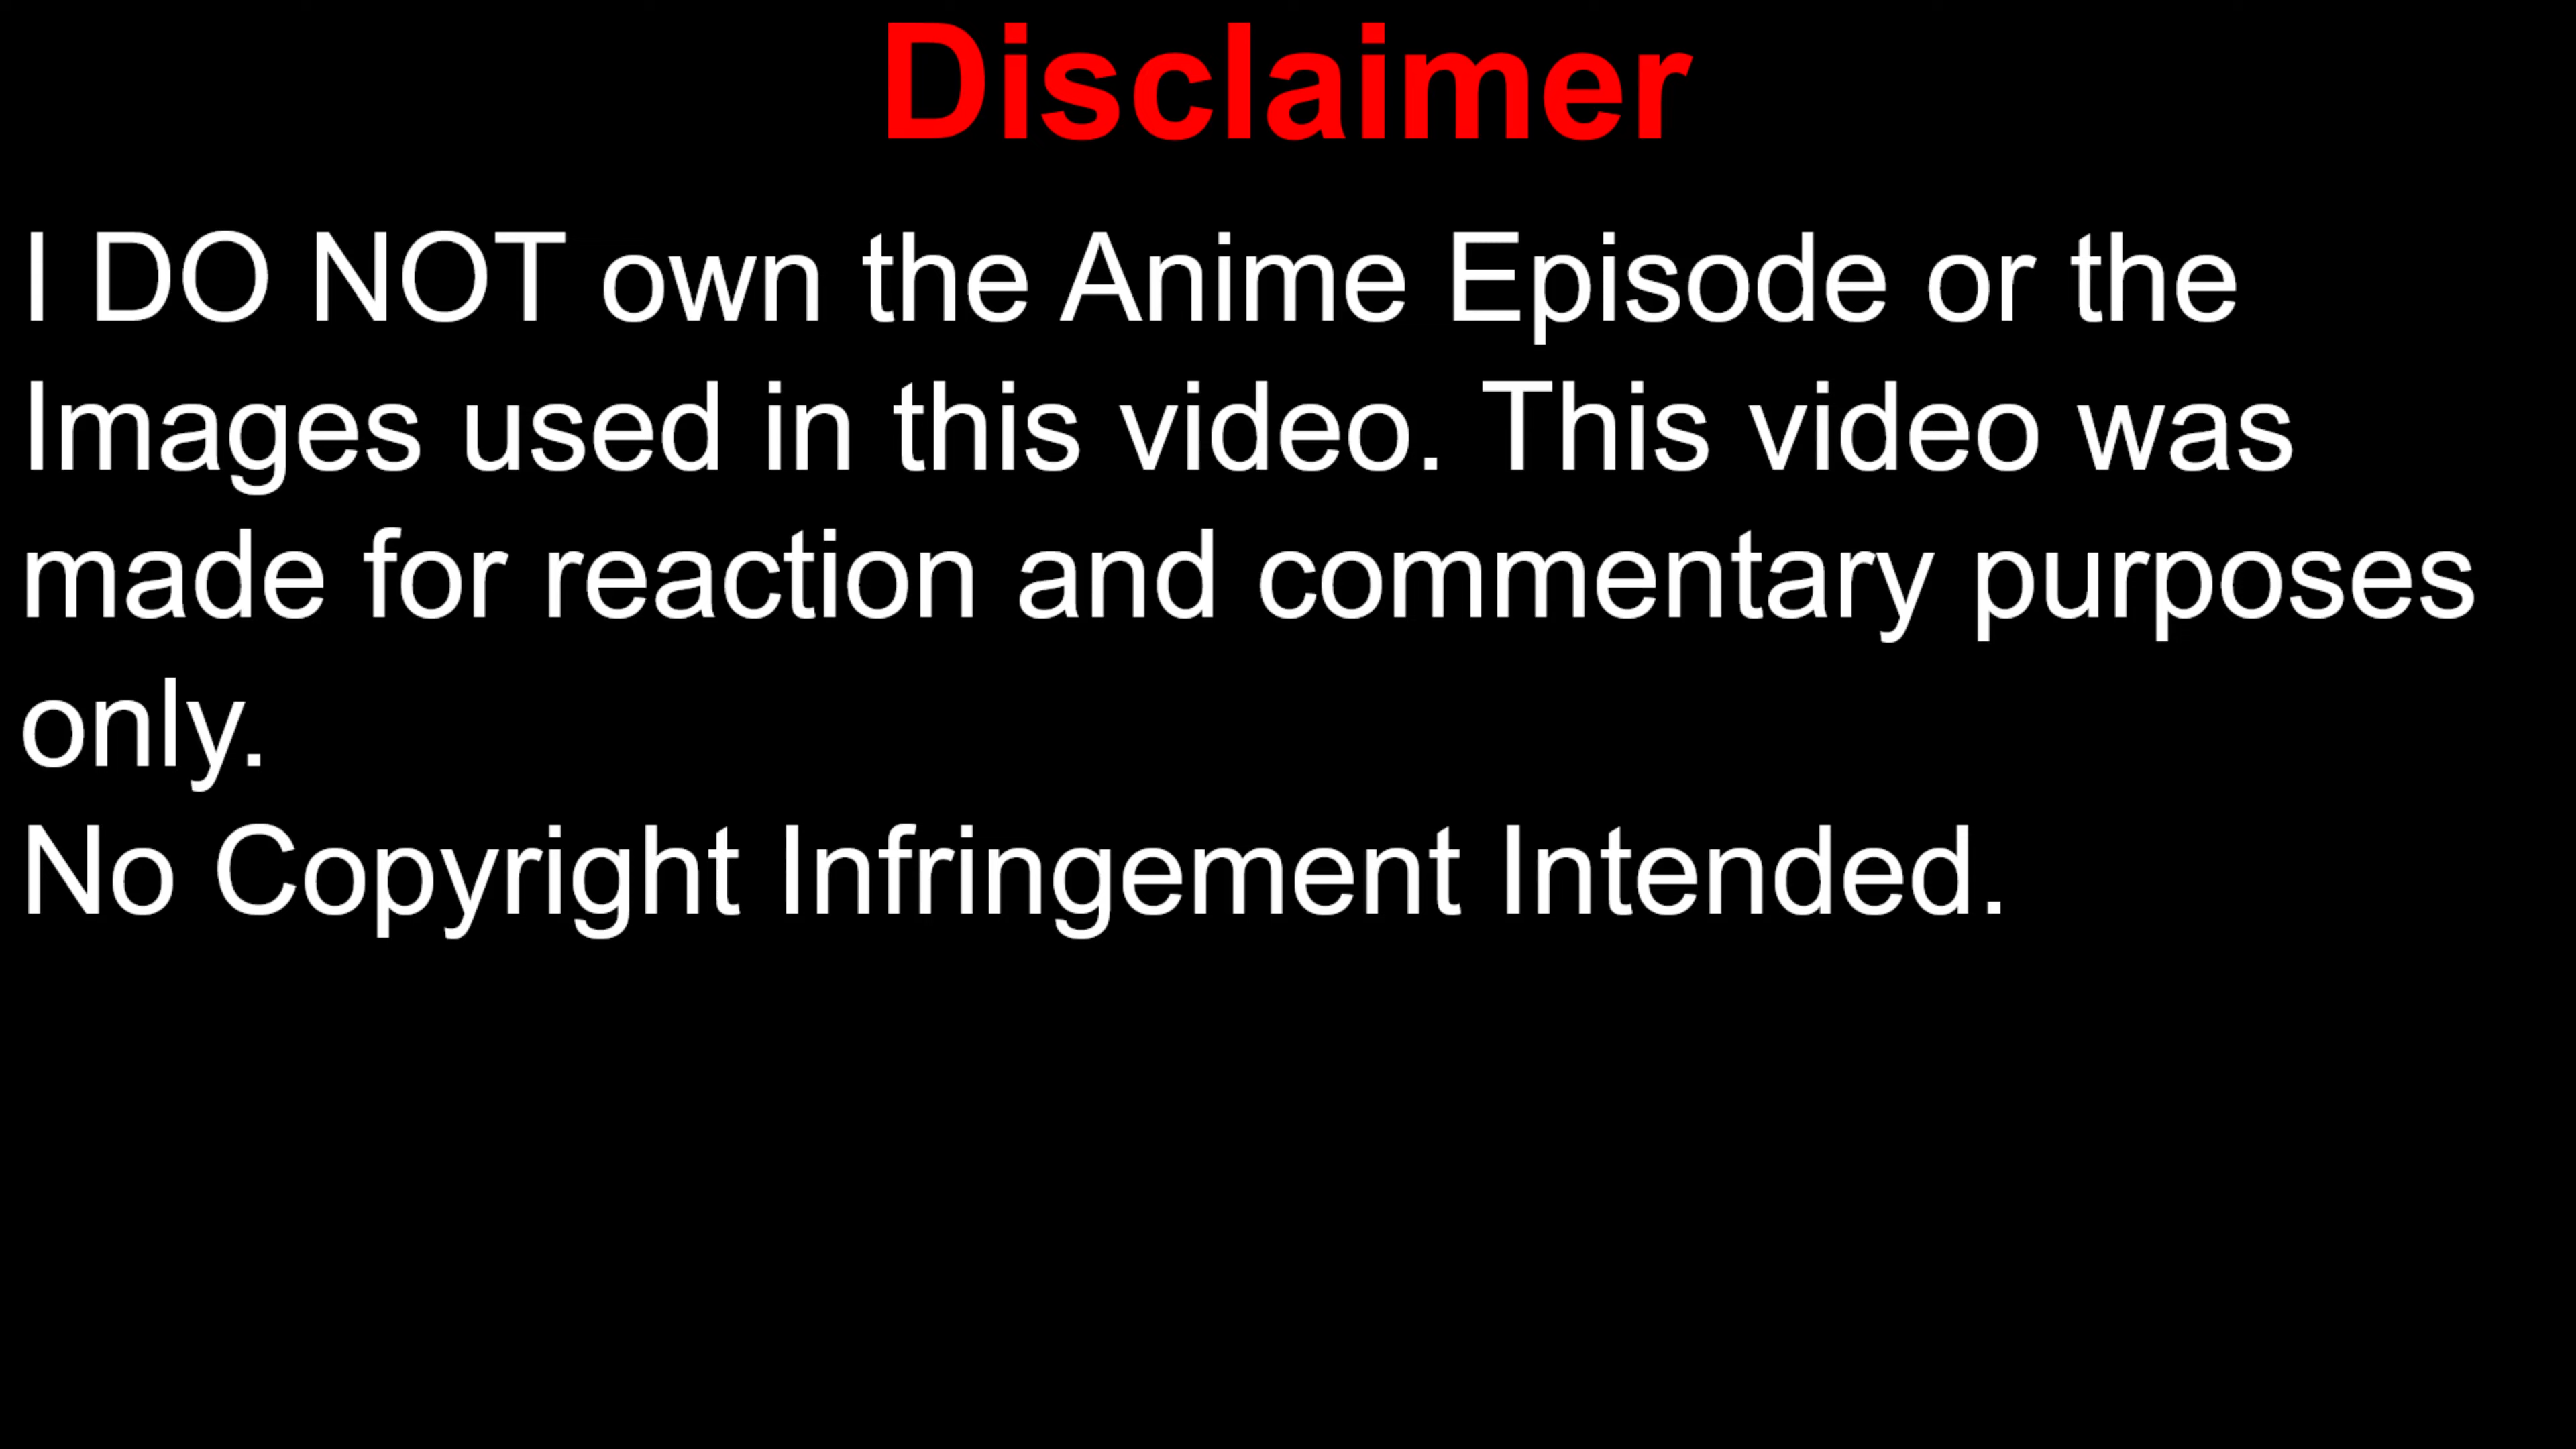 Disclaimer
I DO NOT own the Anime Episode or the
Images used in this video. This video was
made for reaction and commentary purposes
only.
No Copyright Infringement Intended.